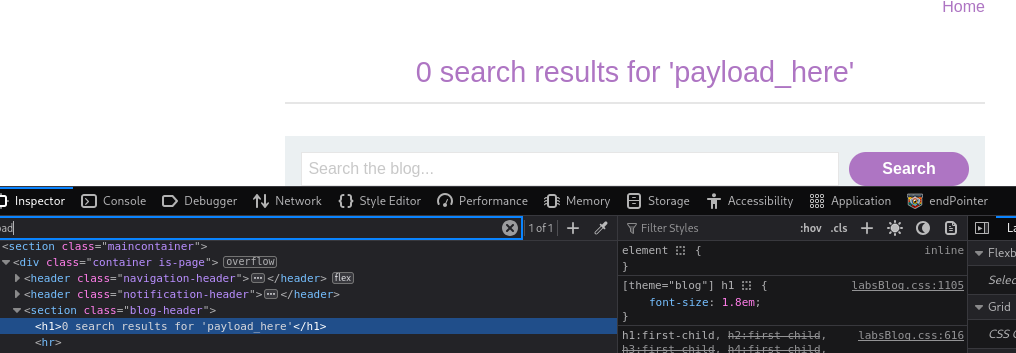 Home
0 search results for 'payload_here'
Search the blog...
Search
Inspector Console Debugger Network Style Editor Performance Memory Storage Accessibility Application endPointer
oad 1 of 1 Filter Styles :hov .cls
<section class="maincontainer">
<div class="container is-page"> overflow
<header class="navigation-header"></header> flex
<header class="notification-header"></header>
<section class="blog-header">
<h1>0 search results for 'payload_here'</h1>
<hr>
element { inline
}
[theme="blog"] h1 { labsBlog.css:1105
font-size: 1.8em;
}
h1:first-child, h2:first-child, labsBlog.css:616
h3:first-child, h4:first-child,
La
Flexb
Selec
Grid
CSS G